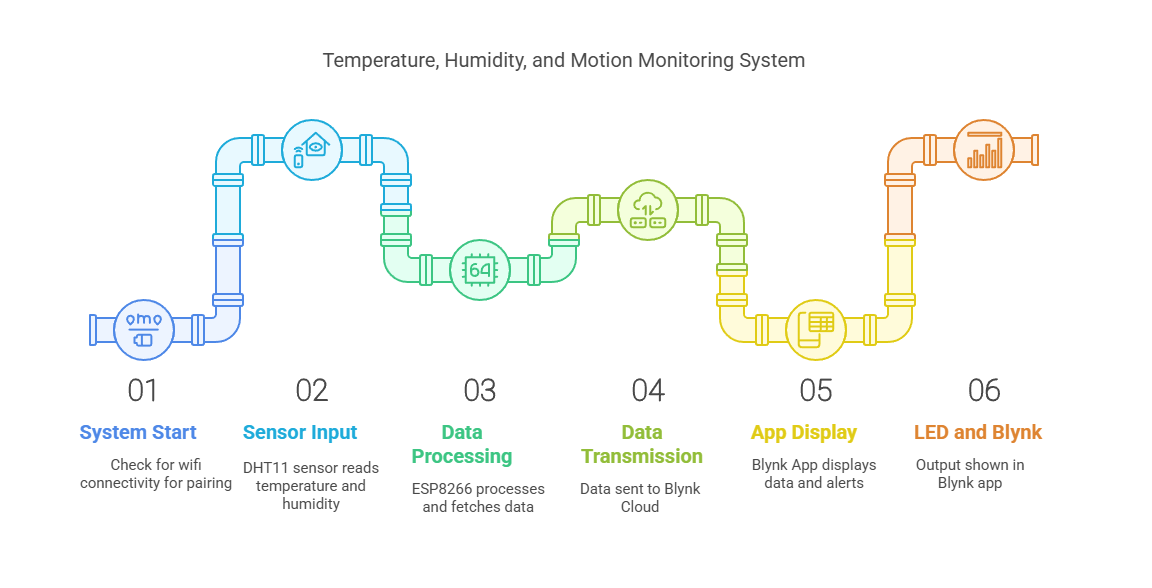 Temperature, Humidity, and Motion Monitoring System
64
01
System Start
Check for wifi
connectivity for pairing
02
Sensor Input
DHT11 sensor reads
temperature and
humidity
03
Data
Processing
ESP8266 processes
and fetches data
04
Data
Transmission
Data sent to Blynk
Cloud
05
App Display
Blynk App displays
data and alerts
06
LED and Blynk
Output shown in
Blynk app